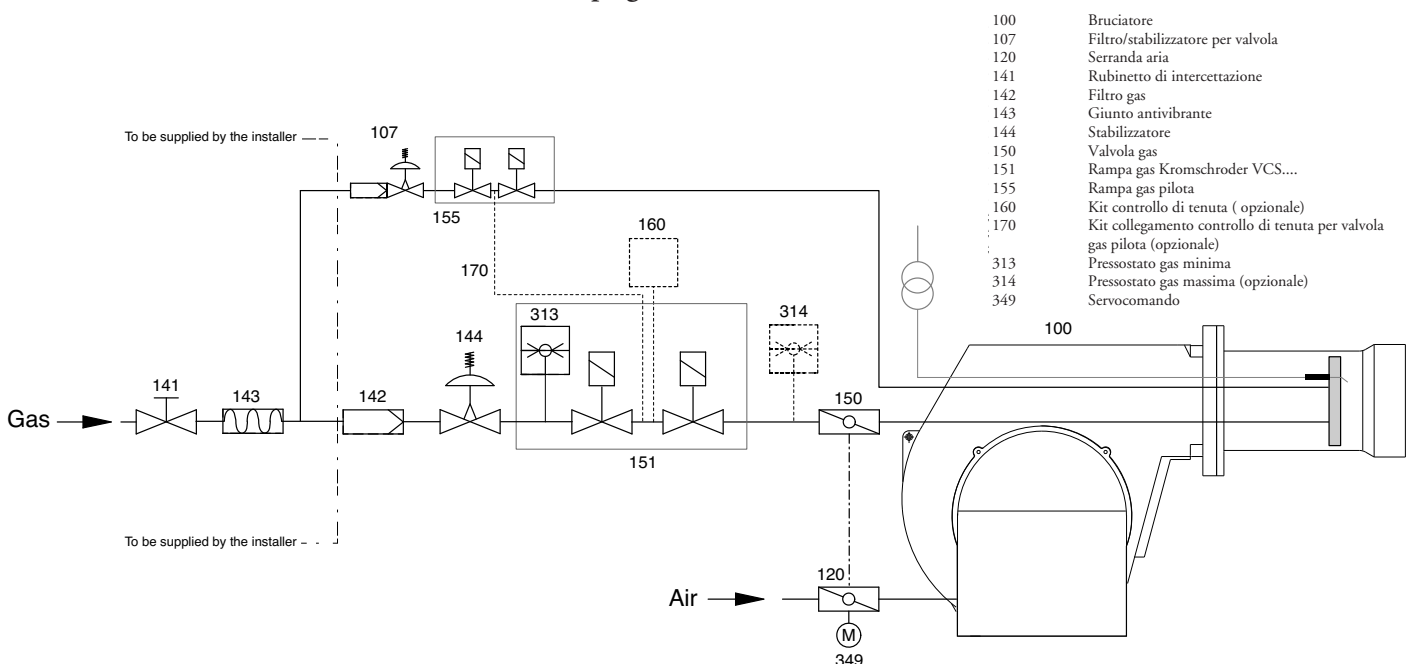 100 Bruciatore
107 Filtro/stabilizzatore per valvola
120 Serranda aria
141 Rubinetto di intercettazione
142 Filtro gas
143 Giunto antivibrante
144 Stabilizzatore
150 Valvola gas
151 Rampa gas Kromschroder VCS....
155 Rampa gas pilota
160 Kit controllo di tenuta ( opzionale)
170 Kit collegamento controllo di tenuta per valvola
gas pilota (opzionale)
313 Pressostato gas minima
314 Pressostato gas massima (opzionale)
349 Servocomando
To be supplied by the installer
107
155
160
170
313
314
100
144
141
143
142
150
Gas
151
To be supplied by the installer
120
Air
M
349